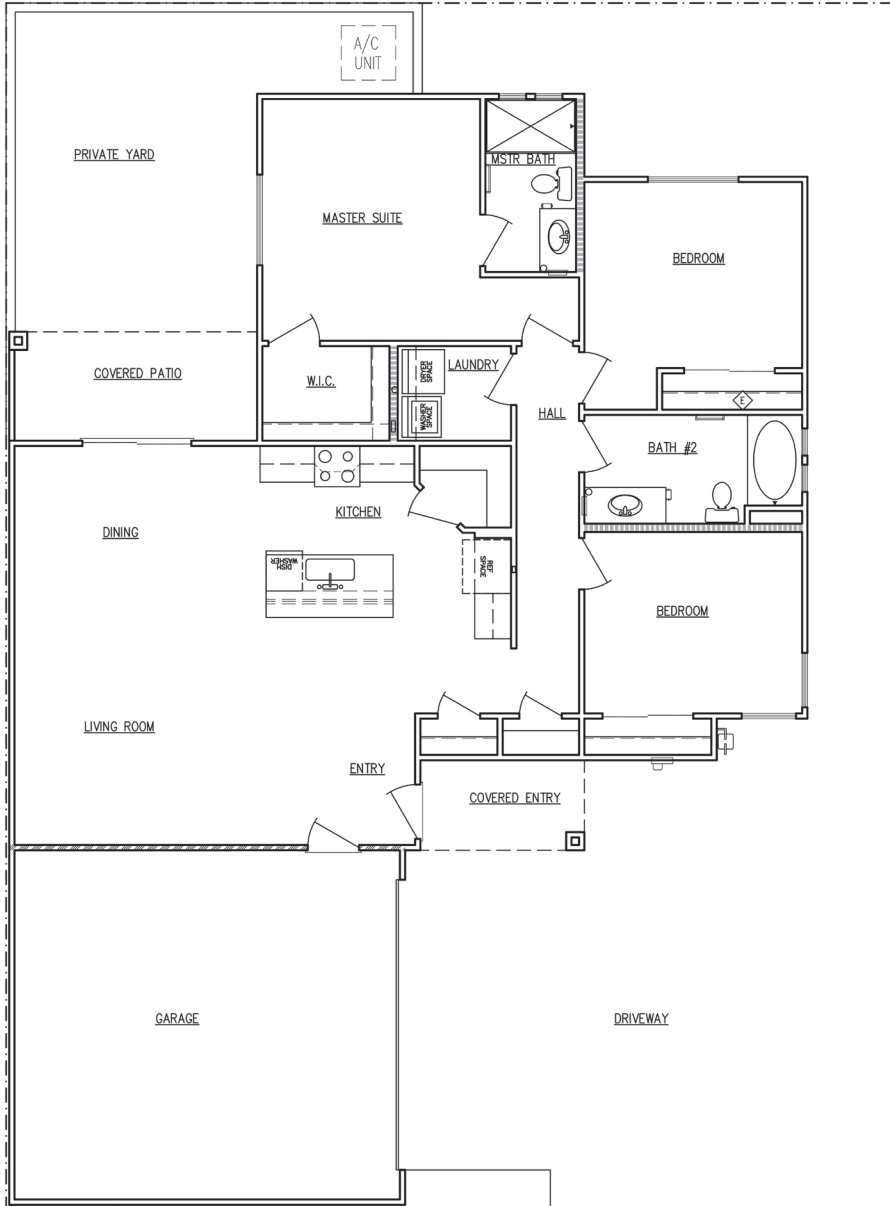 A/C
UNIT
PRIVATE YARD
MSTR BATH
MASTER SUITE
BEDROOM
COVERED PATIO
W.I.C.
DRYER
SPACE
LAUNDRY
WASHER
SPACE
E
HALL
BATH #2
KITCHEN
DINING
DISH
WASHER
REF
SPACE
BEDROOM
LIVING ROOM
ENTRY
COVERED ENTRY
GARAGE
DRIVEWAY